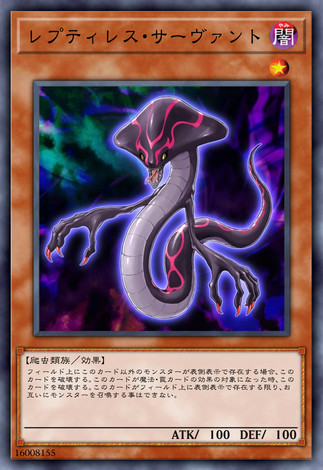 レプティレス・サーヴァント
闇
やみ
【爬虫類族／効果】
フィールド上にこのカード以外のモンスターが表側表示で存在する場合、この
カードを破壊する。このカードが魔法・罠カードの効果の対象になった時、この
カードを破壊する。このカードがフィールド上に表側表示で存在する限り、お
互いにモンスターを召喚する事はできない。
ATK/ 100 DEF/ 100
16008155